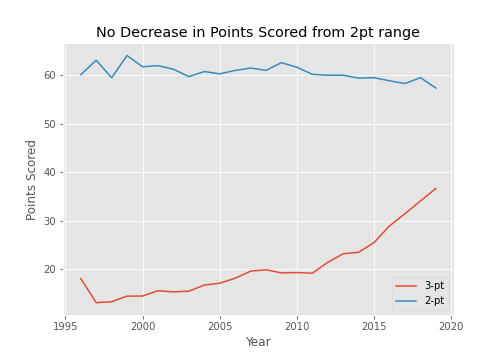 No Decrease in Points Scored from 2pt range
Points Scored
60
50
40
30
20
1995
2000
2005
2010
2015
2020
Year
3-pt
2-pt